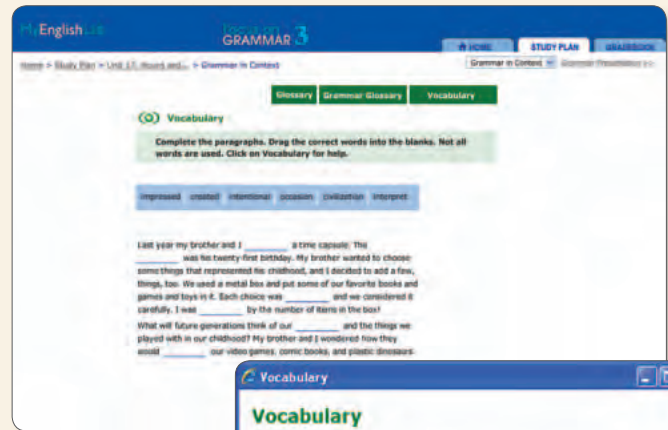 MyEnglishLab
Focus on
GRAMMAR 3
HOME STUDY PLAN GRADEBOOK
Home > Study Plan > Unit 17. Nouns and... > Grammar in Context
Grammar in Context Grammar Presentation >>
Glossary Grammar Glossary Vocabulary
Vocabulary
Complete the paragraphs. Drag the correct words into the blanks. Not all
words are used. Click on Vocabulary for help.
impressed created intentional occasion civilization interpret
Last year my brother and I ________ a time capsule. The
________ was his twenty-first birthday. My brother wanted to choose
some things that represented his childhood, and I decided to add a few,
things, too. We used a metal box and put some of our favorite books and
games and toys in it. Each choice was ________ and we considered it
carefully. I was ________ by the number of items in the box!
What will future generations think of our ________ and the things we
played with in our childhood? My brother and I wondered how they
would ________ our video games, comic books, and plastic dinosaurs
Vocabulary
Vocabulary